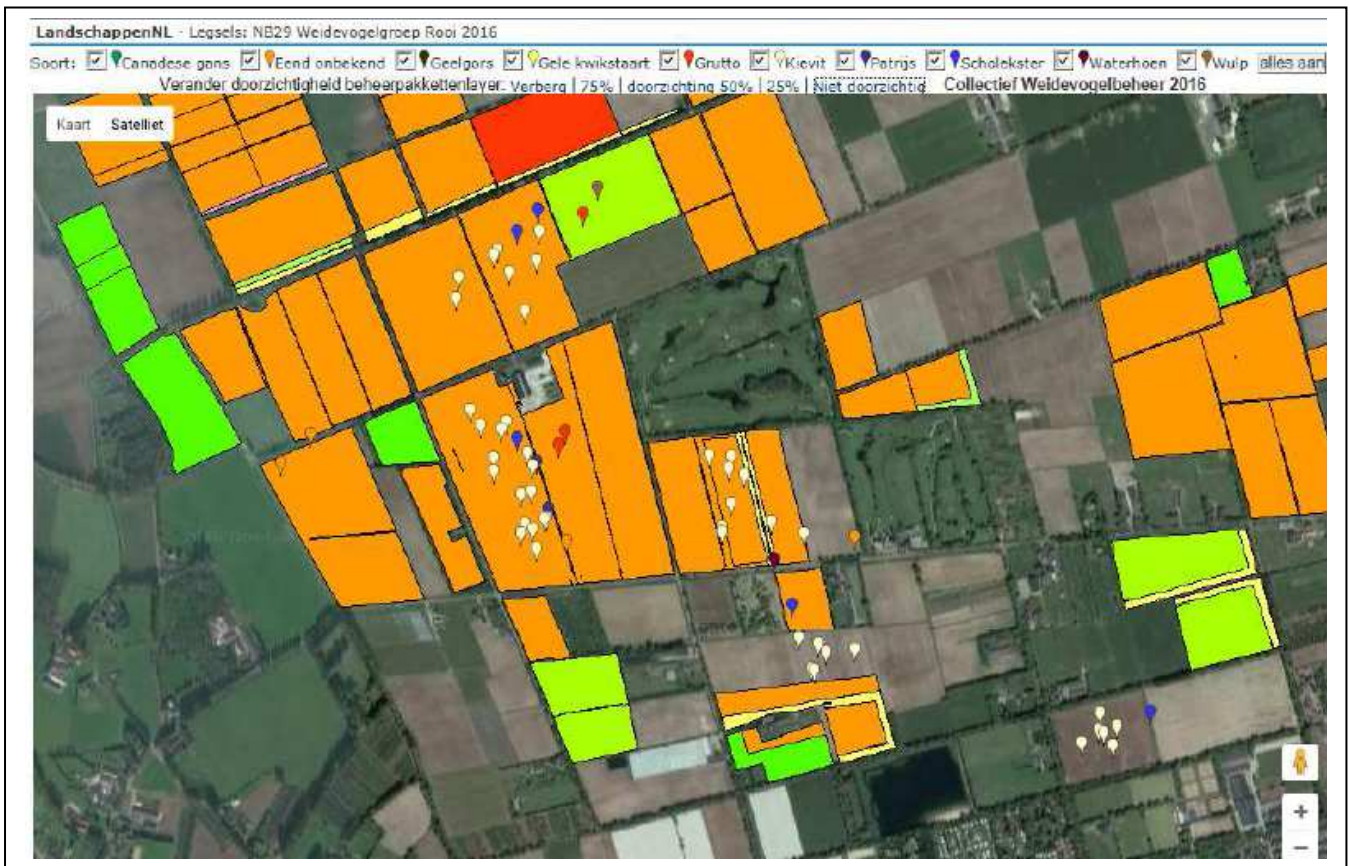 LandschappenNL - Legsels: NB29 Weidevogelgroep Rooi 2016
Soort: Canadese gans Eend onbekend Geelgors Gele kwikstaart Grutto Kievit Patrijs Scholekster Waterhoen Wulp alles aan
Verander doorzichtigheid beheerpakkettenlayer: Verberg | 75% | doorzichting 50% | 25% | Niet doorzichtig Collectief Weidevogelbeheer 2016
Kaart Satelliet
+
−